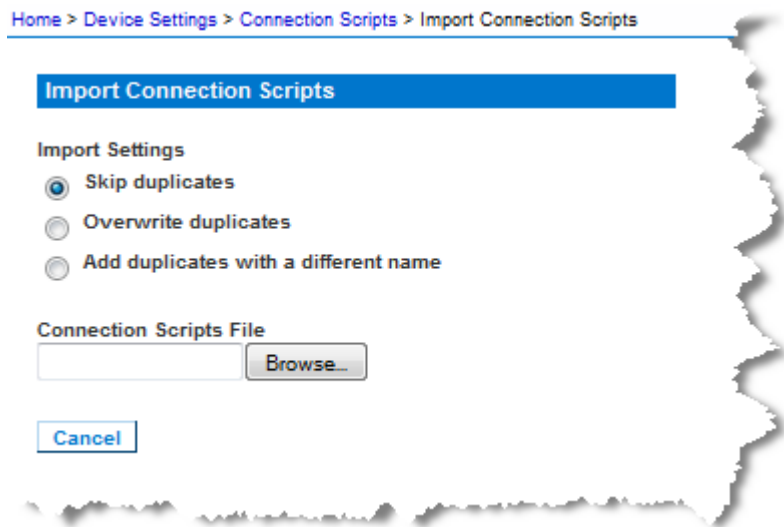 Home > Device Settings > Connection Scripts > Import Connection Scripts
Import Connection Scripts
Import Settings
Skip duplicates
Overwrite duplicates
Add duplicates with a different name
Connection Scripts File
Browse...
Cancel